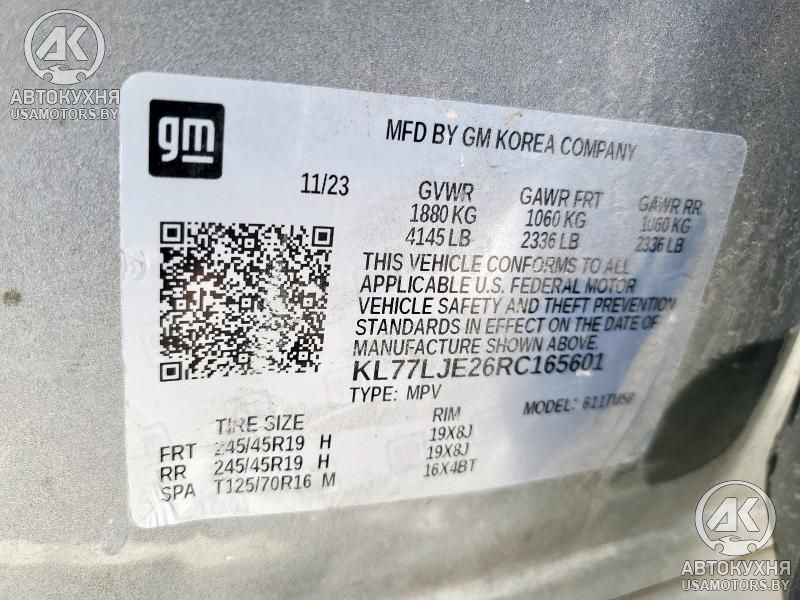 AK
АВТОКУХНЯ
USAMOTORS.BY
gm
MFD BY GM KOREA COMPANY
11/23
GVWR GAWR FRT GAWR RR
1880 KG 1060 KG 1060 KG
4145 LB 2336 LB 2336 LB
THIS VEHICLE CONFORMS TO ALL
APPLICABLE U.S. FEDERAL MOTOR
VEHICLE SAFETY AND THEFT PREVENTION
STANDARDS IN EFFECT ON THE DATE OF
MANUFACTURE SHOWN ABOVE.
KL77LJE26RC165601
TYPE: MPV MODEL: 611TU58
TIRE SIZE RIM
FRT 245/45R19 H 19X8J
RR 245/45R19 H 19X8J
SPA T125/70R16 M 16X4BT
AK
АВТОКУХНЯ
USAMOTORS.BY